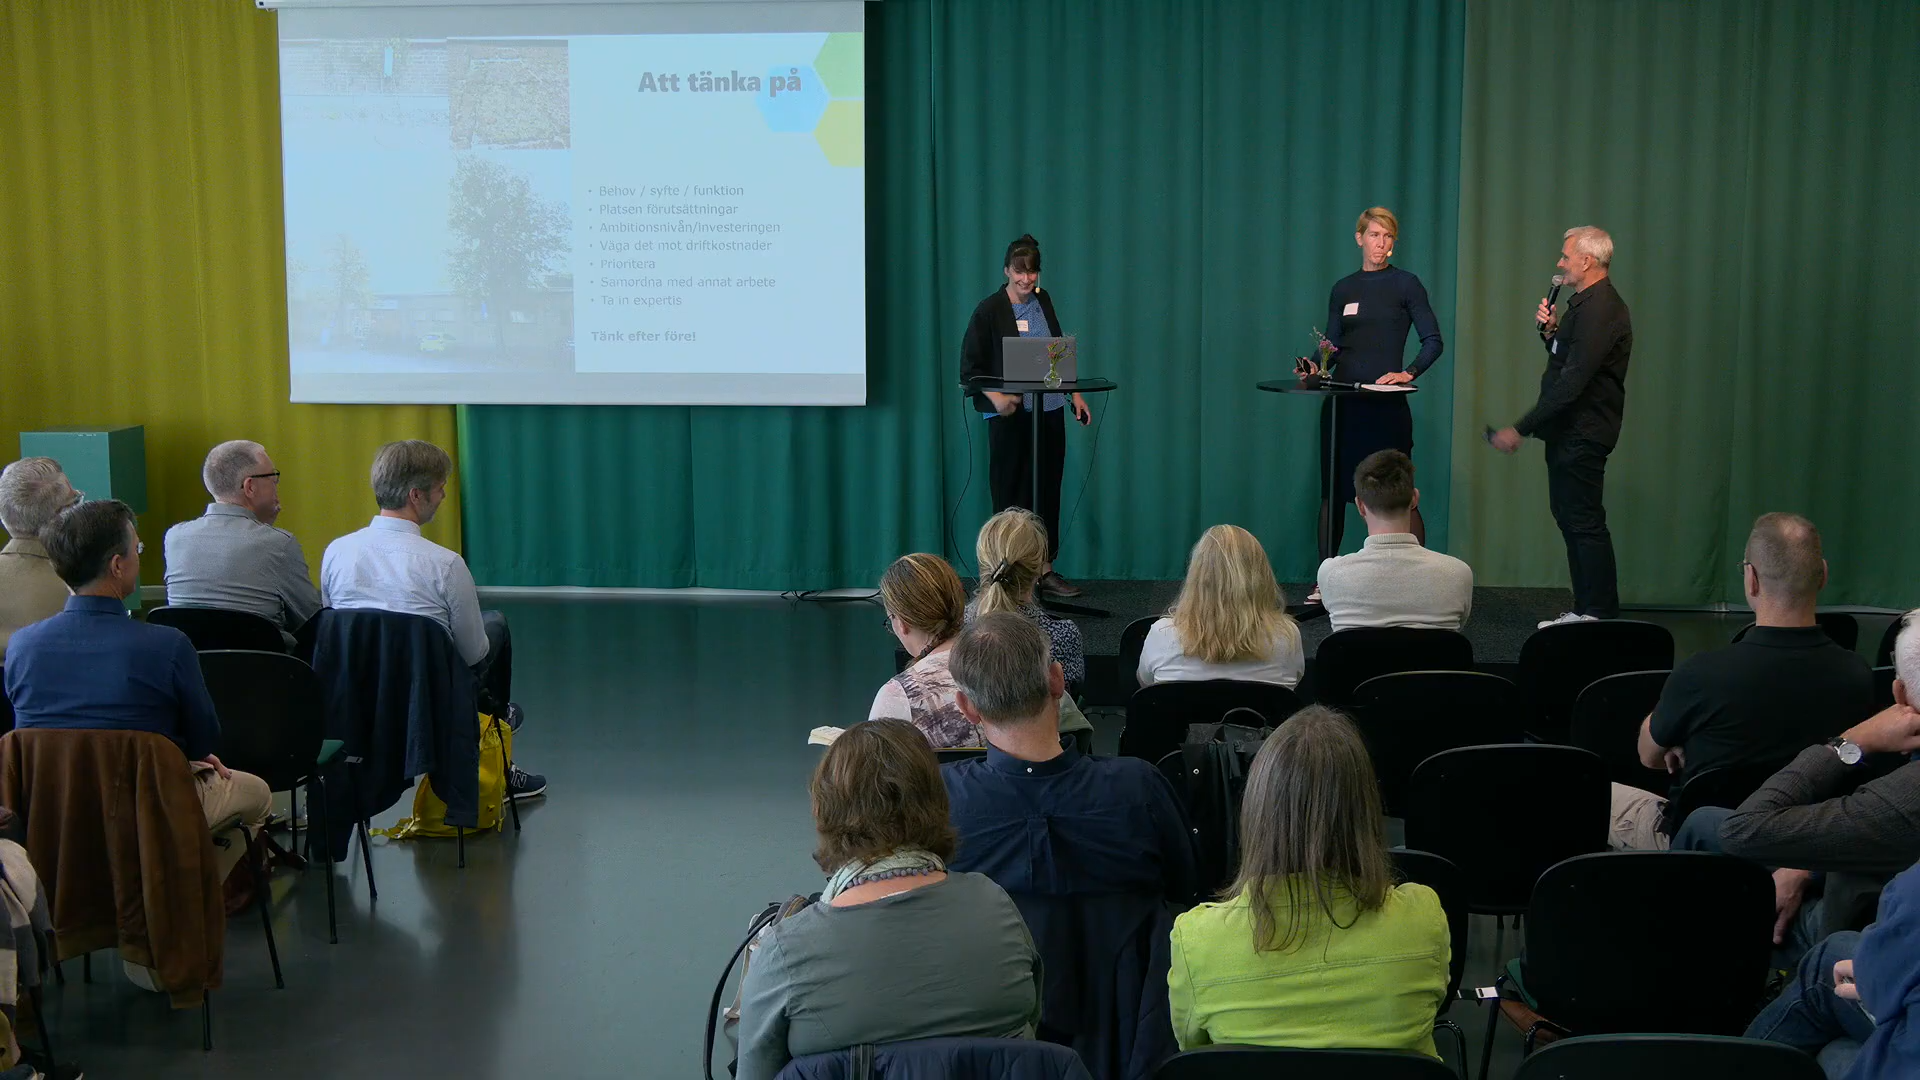 Att tänka på
• Behov / syfte / funktion
• Platsen förutsättningar
• Ambitionsnivån/investeringen
• Väga det mot driftkostnader
• Prioritera
• Samordna med annat arbete
• Ta in expertis
Tänk efter före!
N